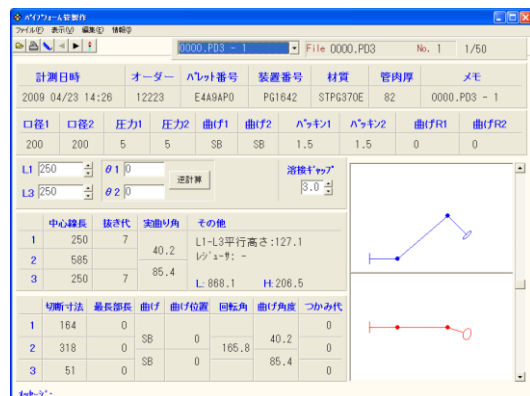 パイプフォーム管製作
ファイル(F) 表示(V) 編集(E) 情報(I)
0000.PD3 - 1 File 0000.PD3 No. 1 1/50
計測日時 オーダー パレット番号 装置番号 材質 管肉厚 メモ
2009 04/23 14:26 12223 E4A9AP0 PG1642 STPG370E 82 0000.PD3 - 1
口径1 口径2 圧力1 圧力2 曲げ1 曲げ2 パッキン1 パッキン2 曲げR1 曲げR2
200 200 5 5 SB SB 1.5 1.5 0 0
L1 250 θ1 0 逆計算 溶接ギャップ
L3 250 θ2 0 3.0
中心線長 抜き代 実曲り角 その他
1 250 7 40.2 L1-L3平行高さ:127.1
2 585 85.4 レジューサ: -
3 250 7 L: 868.1 H: 206.5
切断寸法 最長部長 曲げ 曲げ位置 回転角 曲げ角度 つかみ代
1 164 0 SB 0 165.8 40.2 0
2 318 0 SB 0 85.4 0
3 51 0 0
メッセージ: